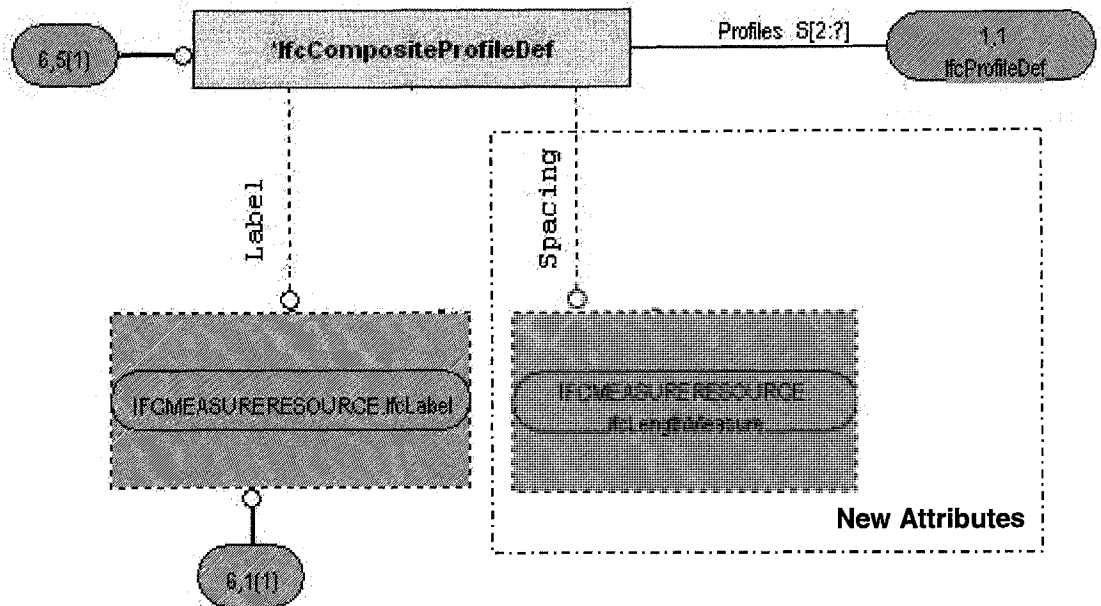 Profiles S[2:?]
1,1
IfcProfileDef
6,5[1]
*IfcCompositeProfileDef
Label
Spacing
IFCMEASURERESOURCE.IfcLabel
IFCMEASURERESOURCE
IfcLengthMeasure
New Attributes
6,1[1]